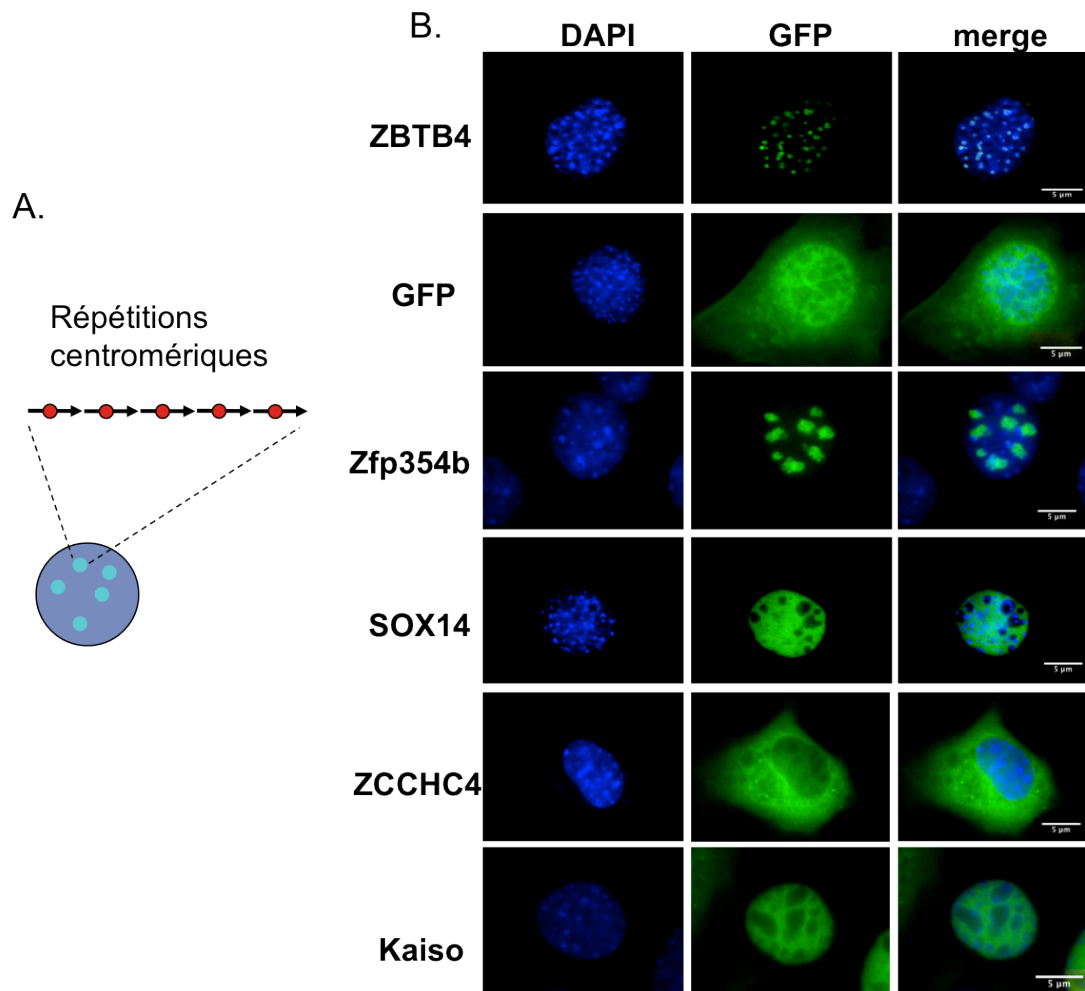 A.
Répétitions
centromériques
B.
DAPI GFP merge
ZBTB4
5 µm
GFP
5 µm
Zfp354b
5 µm
SOX14
5 µm
ZCCHC4
5 µm
Kaiso
5 µm